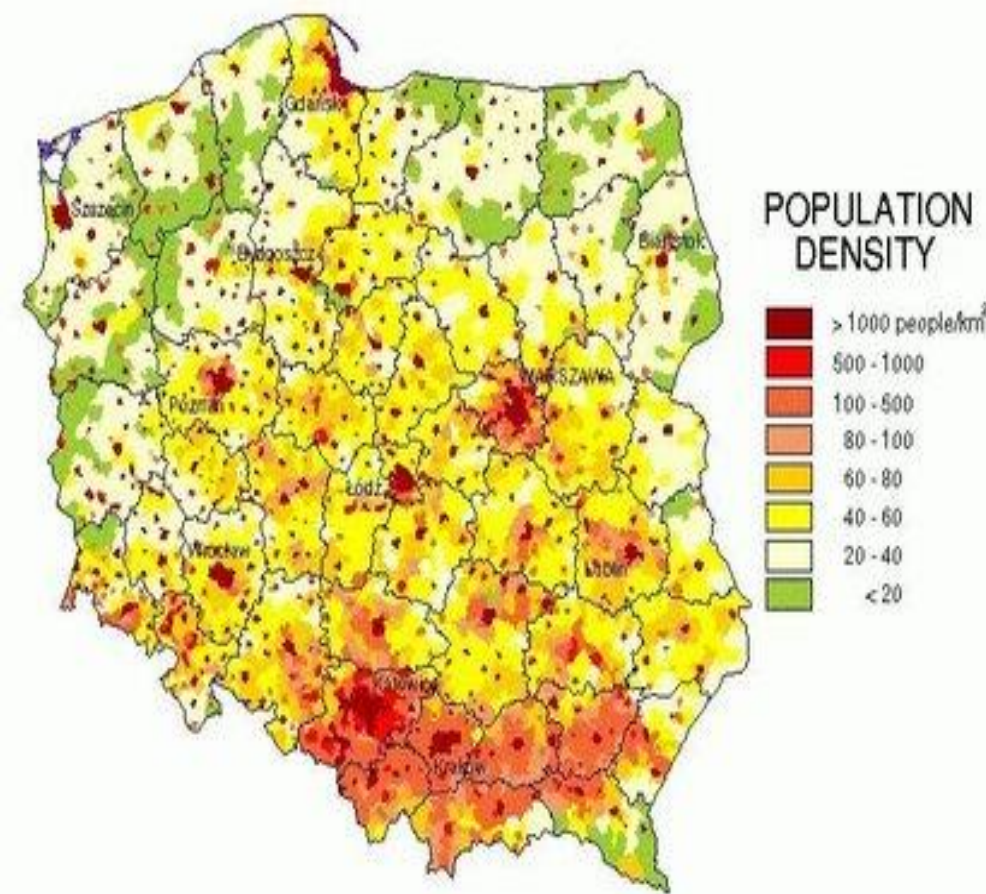 Gdańsk
Szczecin
Bydgoszcz
Białystok
WARSZAWA
Poznań
Łódź
Wrocław
Lublin
Katowice
Kraków
POPULATION
DENSITY
> 1000 people/km²
500 - 1000
100 - 500
80 - 100
60 - 80
40 - 60
20 - 40
< 20